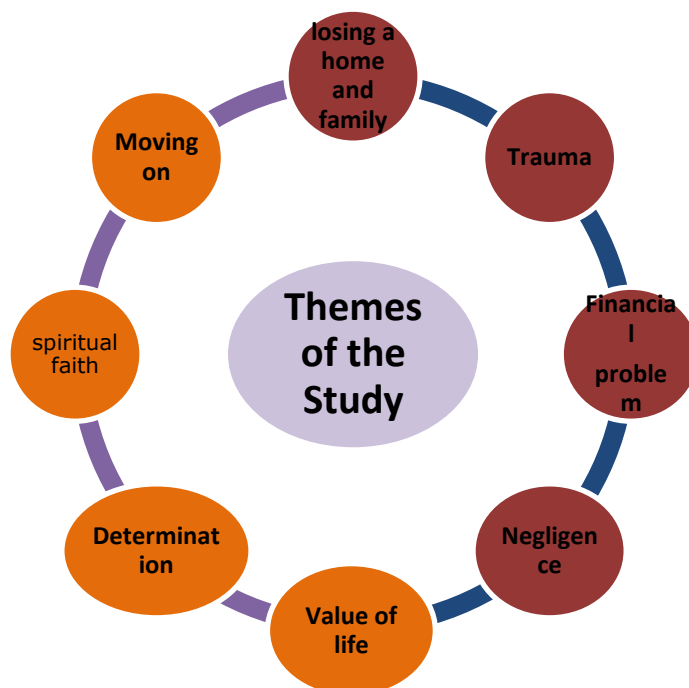 losing a
home
and
family
Trauma
Financia
l
proble
m
Negligen
ce
Value of
life
Determinat
ion
spiritual
faith
Moving
on
Themes
of the
Study